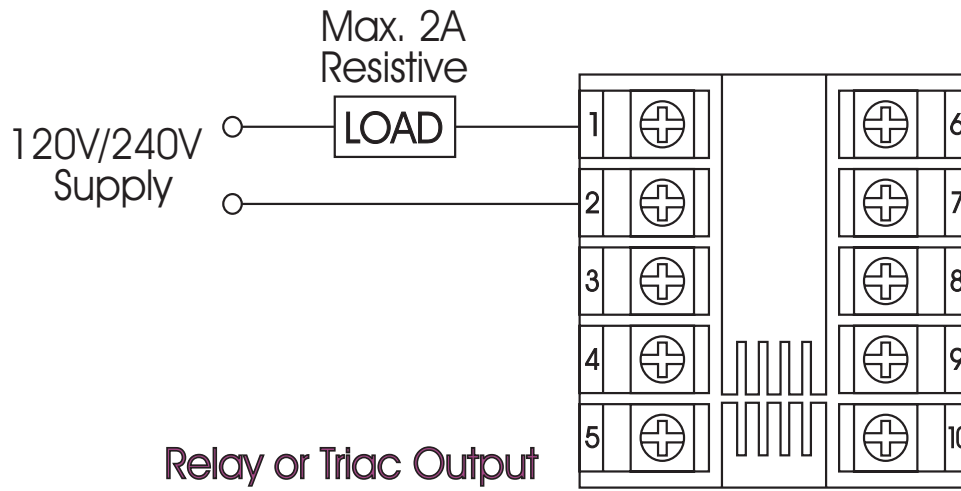 Max. 2A
Resistive
LOAD
120V/240V
Supply
1
2
3
4
5
6
7
8
9
10
Relay or Triac Output